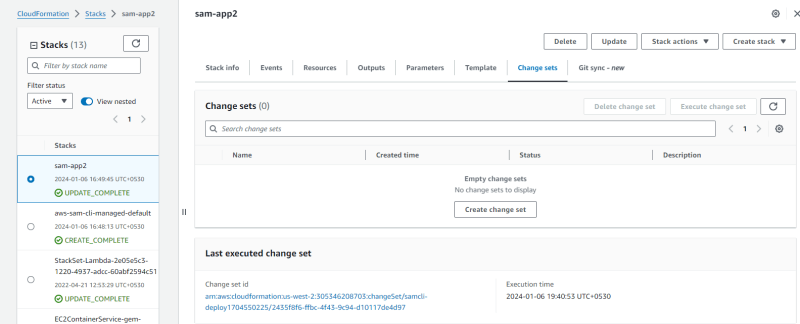 CloudFormation > Stacks > sam-app2
Stacks (13)
Filter by stack name
Filter status
Active
View nested
< 1 >
Stacks
sam-app2
2024-01-06 16:49:45 UTC+0530
UPDATE_COMPLETE
aws-sam-cli-managed-default
2024-01-06 16:48:13 UTC+0530
CREATE_COMPLETE
StackSet-Lambda-2e05e5c3-
1220-4937-adcc-60abf2594c51
2022-04-21 12:53:29 UTC+0530
UPDATE_COMPLETE
EC2ContainerService-gem-
sam-app2
Delete
Update
Stack actions
Create stack
Stack info
Events
Resources
Outputs
Parameters
Template
Change sets
Git sync - new
Change sets (0)
Delete change set
Execute change set
Search change sets
< 1 >
Name
Created time
Status
Description
Empty change sets
No change sets to display
Create change set
Last executed change set
Change set id
arn:aws:cloudformation:us-west-2:305346208703:changeSet/samcli-
deploy1704550225/2435f8f6-ffbc-4f43-9c94-d10117de4d97
Execution time
2024-01-06 19:40:53 UTC+0530